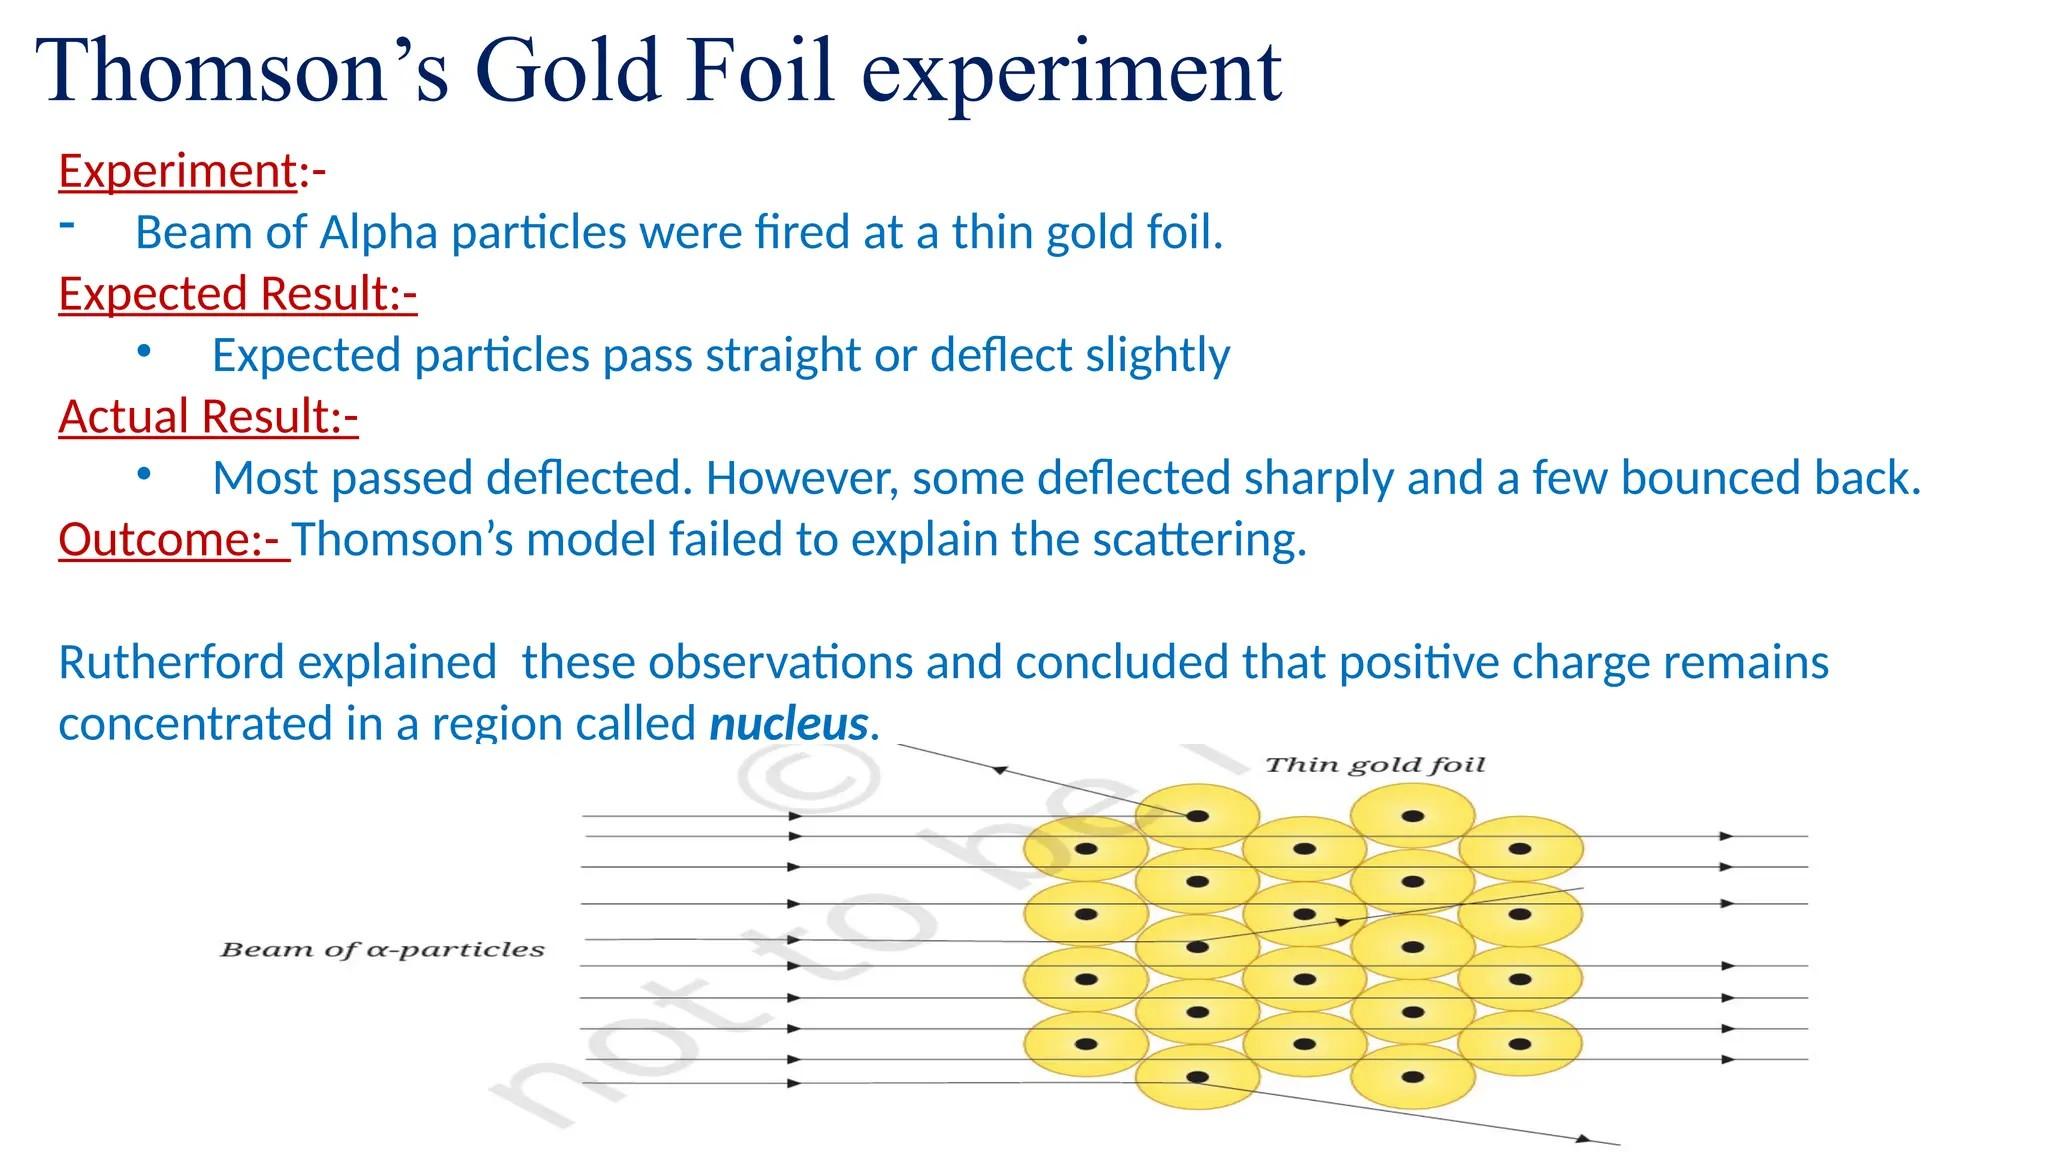 Thomson’s Gold Foil experiment
Experiment:-
- Beam of Alpha particles were fired at a thin gold foil.
Expected Result:-
• Expected particles pass straight or deflect slightly
Actual Result:-
• Most passed deflected. However, some deflected sharply and a few bounced back.
Outcome:- Thomson’s model failed to explain the scattering.
Rutherford explained  these observations and concluded that positive charge remains
concentrated in a region called nucleus.
©
not to be
Thin gold foil
Beam of α-particles